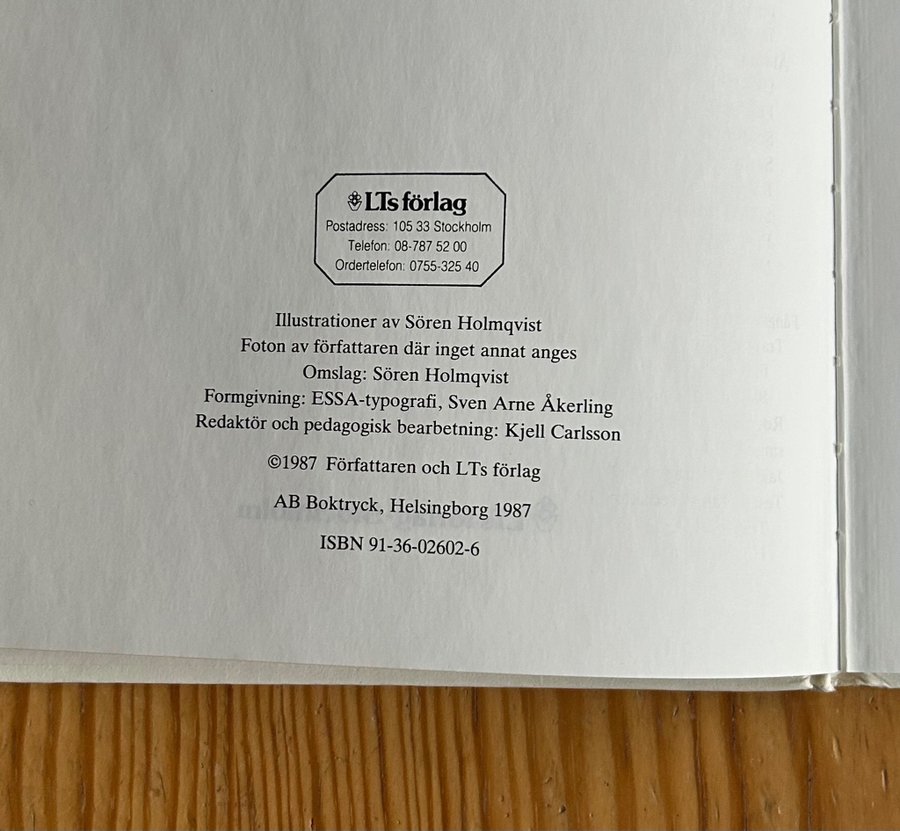 LTs förlag
Postadress: 105 33 Stockholm
Telefon: 08-787 52 00
Ordertelefon: 0755-325 40
Illustrationer av Sören Holmqvist
Foton av författaren där inget annat anges
Omslag: Sören Holmqvist
Formgivning: ESSA-typografi, Sven Arne Åkerling
Redaktör och pedagogisk bearbetning: Kjell Carlsson
©1987 Författaren och LTs förlag
AB Boktryck, Helsingborg 1987
ISBN 91-36-02602-6